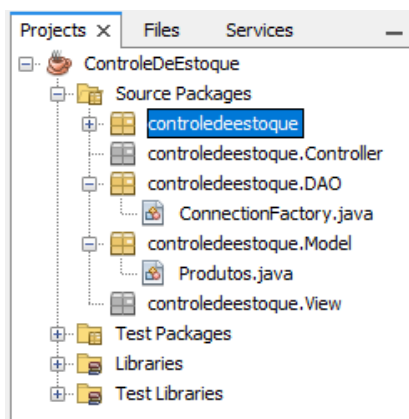 Projects × Files Services
ControleDeEstoque
Source Packages
controledeestoque
controledeestoque.Controller
controledeestoque.DAO
ConnectionFactory.java
controledeestoque.Model
Produtos.java
controledeestoque.View
Test Packages
Libraries
Test Libraries